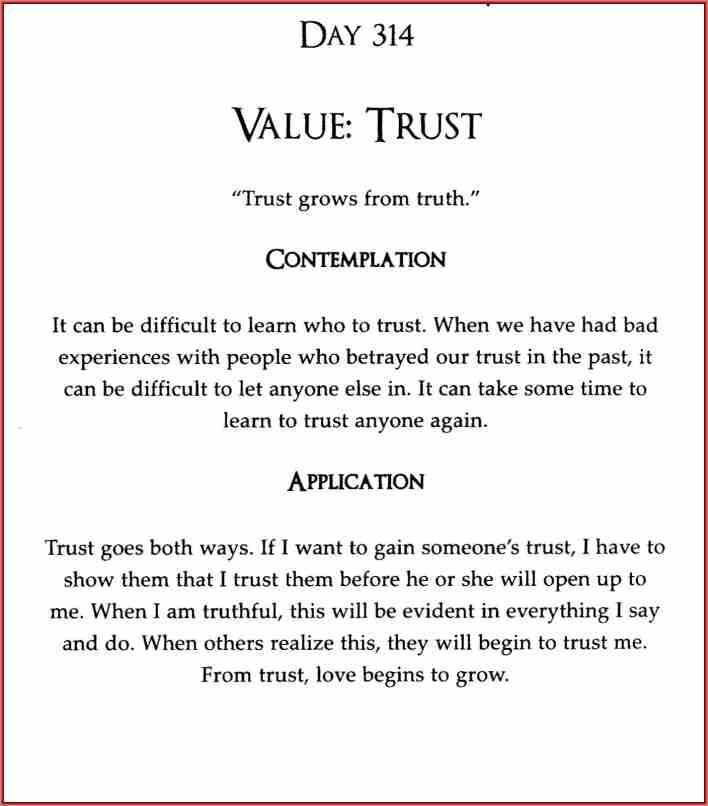 DAY 314
VALUE: TRUST
“Trust grows from truth.”
CONTEMPLATION
It can be difficult to learn who to trust. When we have had bad
experiences with people who betrayed our trust in the past, it
can be difficult to let anyone else in. It can take some time to
learn to trust anyone again.
APPLICATION
Trust goes both ways. If I want to gain someone’s trust, I have to
show them that I trust them before he or she will open up to
me. When I am truthful, this will be evident in everything I say
and do. When others realize this, they will begin to trust me.
From trust, love begins to grow.